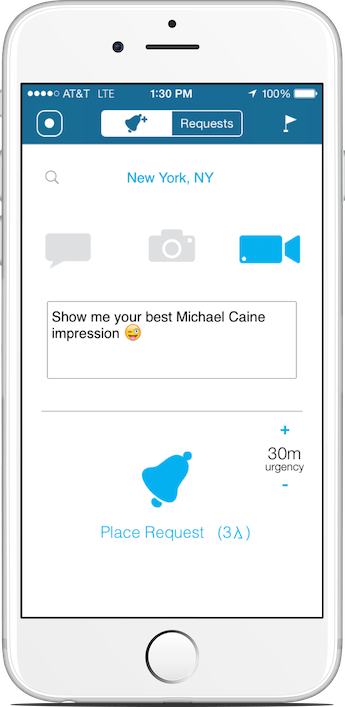 AT&T LTE 1:30 PM 100%
Requests
New York, NY
Show me your best Michael Caine
impression 😜
+
30m
urgency
-
Place Request (3⅄)